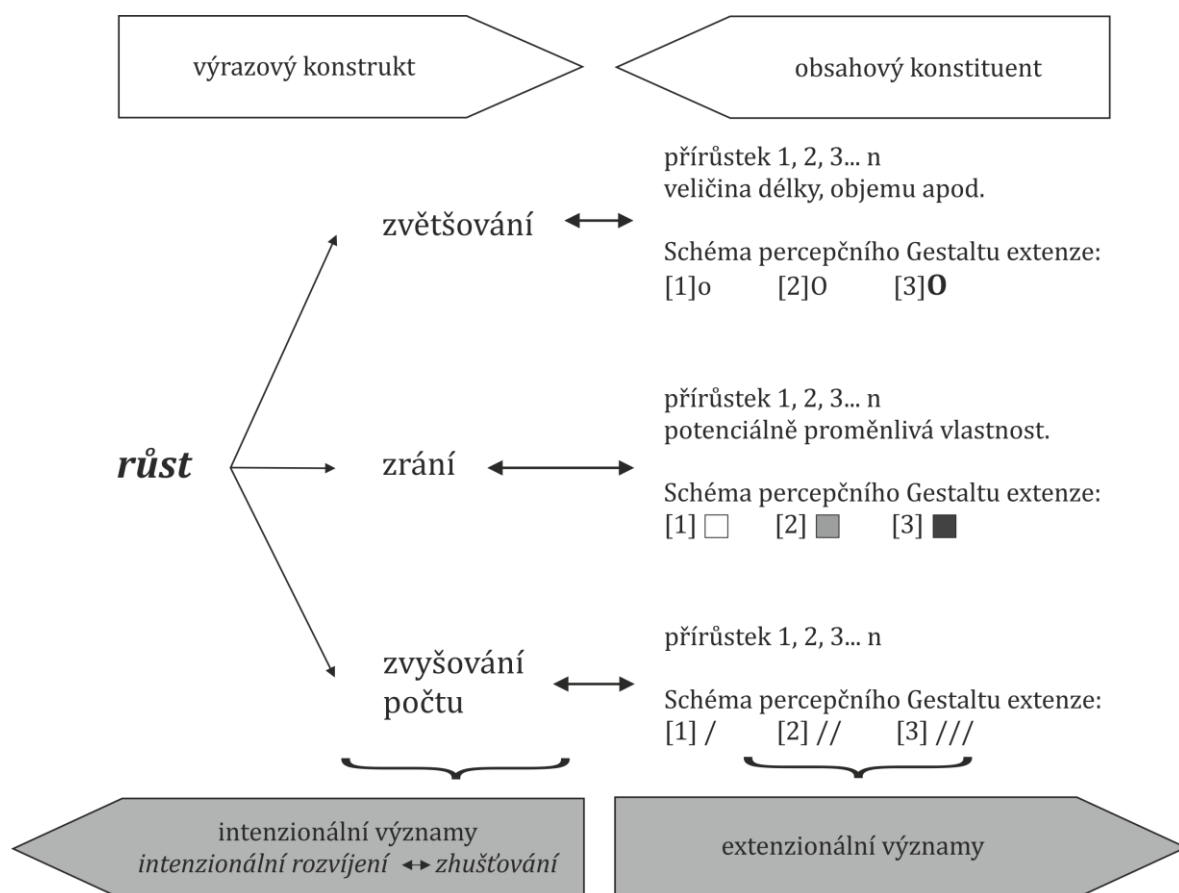 výrazový konstrukt
obsahový konstituent
přírůstek 1, 2, 3... n
veličina délky, objemu apod.
zvětšování
Schéma percepčního Gestaltu extenze:
[1]o [2]O [3]O
přírůstek 1, 2, 3... n
potenciálně proměnlivá vlastnost.
růst
zrání
Schéma percepčního Gestaltu extenze:
[1] [2] [3]
přírůstek 1, 2, 3... n
zvyšování
počtu
Schéma percepčního Gestaltu extenze:
[1] / [2] // [3] ///
intenzionální významy
intenzionální rozvíjení ↔ zhušťování
extenzionální významy